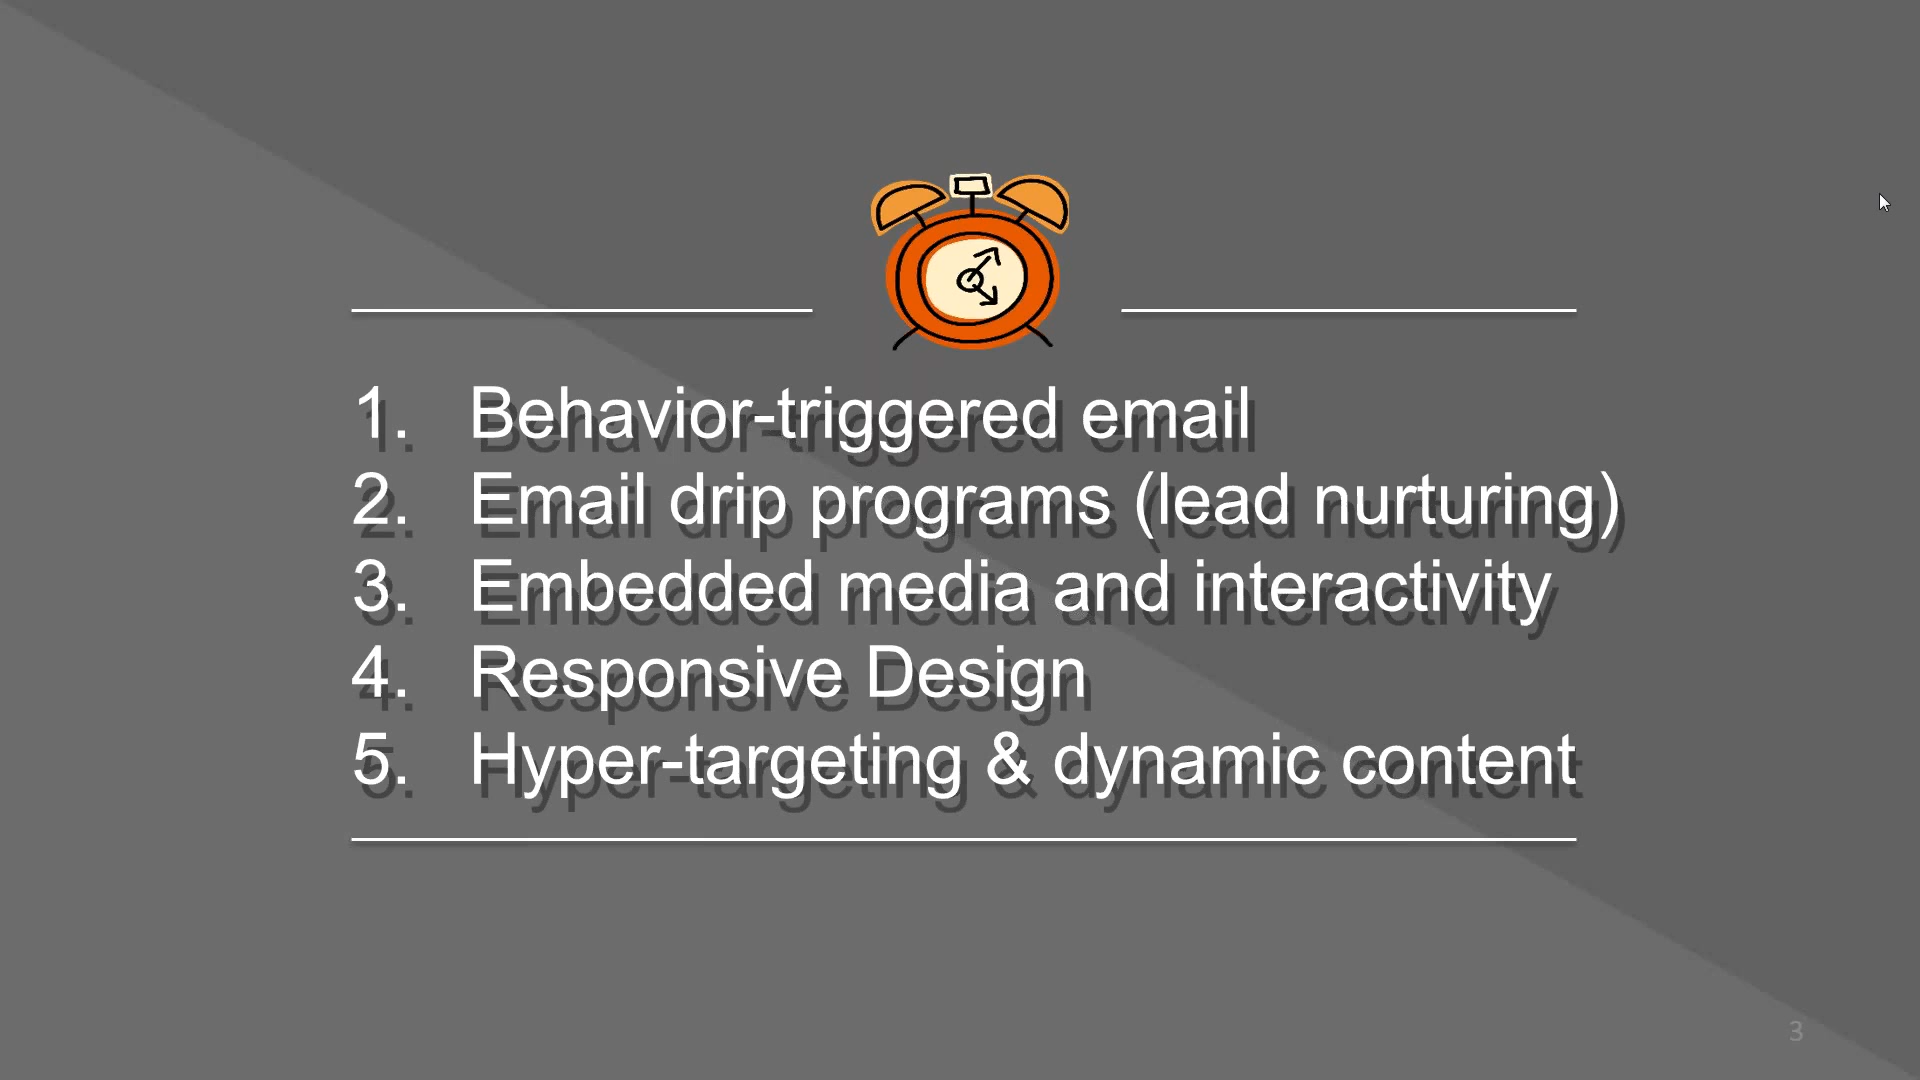 1. Behavior-triggered email
2. Email drip programs (lead nurturing)
3. Embedded media and interactivity
4. Responsive Design
5. Hyper-targeting & dynamic content
3